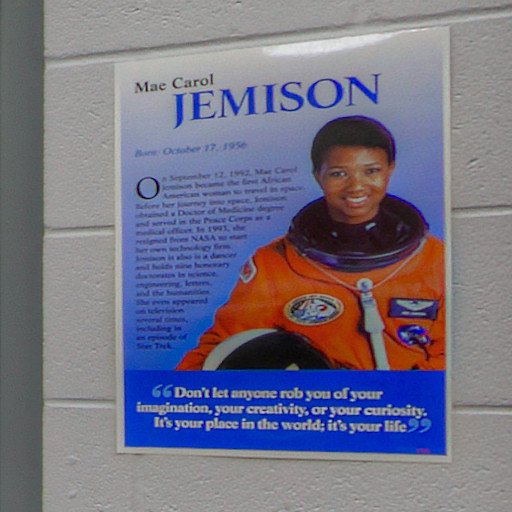 Mae Carol
JEMISON
Born: October 17, 1956
On September 12, 1992, Mae Carol
Jemison became the first African
American woman to travel in space.
Before her journey into space, Jemison
obtained a Doctor of Medicine degree
and served in the Peace Corps as a
medical officer. In 1993, she
resigned from NASA to start
her own technology firm.
Jemison is also is a dancer
and holds nine honorary
doctorates in science,
engineering, letters,
and the humanities.
She even appeared
on television
several times,
including in
an episode of
Star Trek.
“Don't let anyone rob you of your
imagination, your creativity, or your curiosity.
It's your place in the world; it's your life”